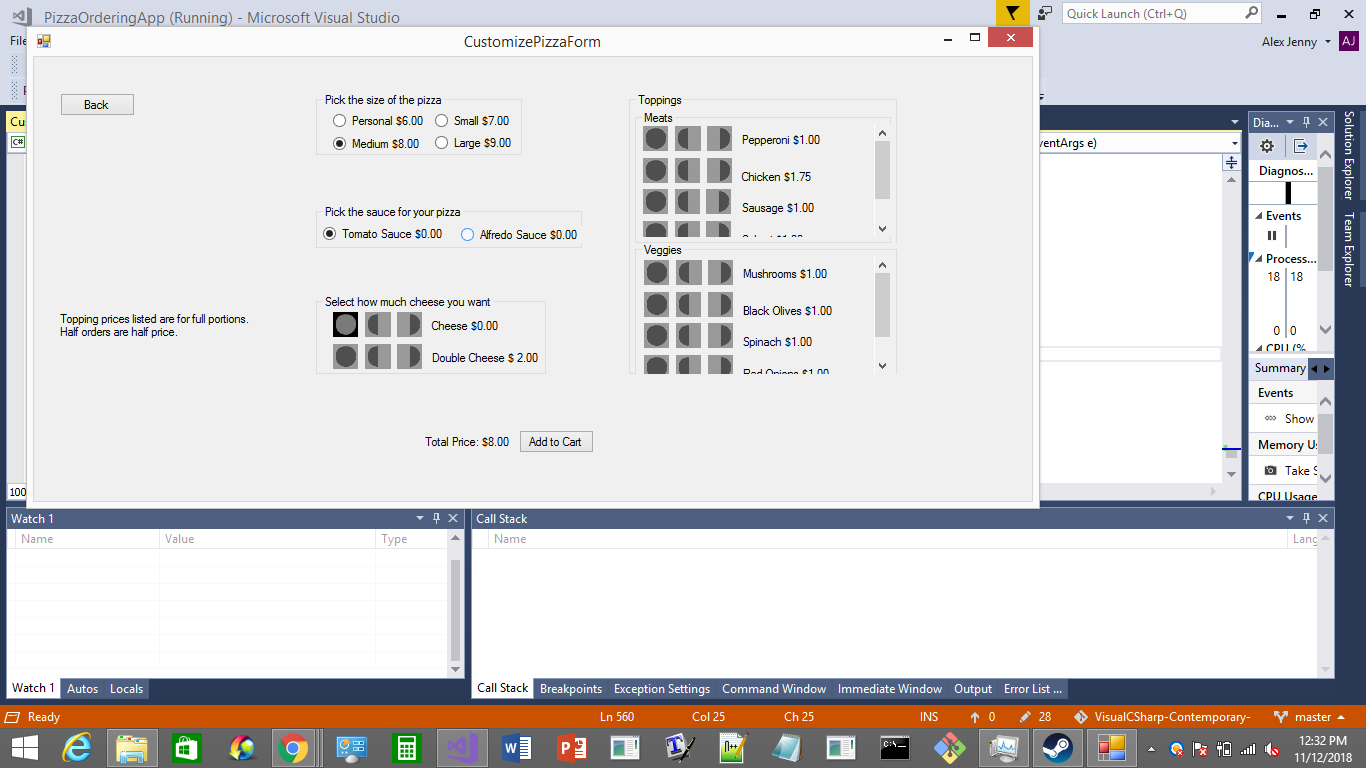 PizzaOrderingApp (Running) - Microsoft Visual Studio
Quick Launch (Ctrl+Q)
Alex Jenny
AJ
CustomizePizzaForm
Back
Pick the size of the pizza
Personal $6.00
Small $7.00
Medium $8.00
Large $9.00
Pick the sauce for your pizza
Tomato Sauce $0.00
Alfredo Sauce $0.00
Topping prices listed are for full portions.
Half orders are half price.
Select how much cheese you want
Cheese $0.00
Double Cheese $ 2.00
Toppings
Meats
Pepperoni $1.00
Chicken $1.75
Sausage $1.00
Veggies
Mushrooms $1.00
Black Olives $1.00
Spinach $1.00
Red Onions $1.00
Total Price: $8.00
Add to Cart
ventArgs e)
C#
100
Dia...
Diagnos...
Events
Process...
18 18
0 0
CPU (%
Summary
Events
Show
Memory Us
Take S
CPU Usage
Solution Explorer
Team Explorer
Watch 1
Name Value Type
Watch 1 Autos Locals
Call Stack
Name Lang
Call Stack Breakpoints Exception Settings Command Window Immediate Window Output Error List ...
Ready Ln 560 Col 25 Ch 25 INS 0 28 VisualCSharp-Contemporary- master
12:32 PM
11/12/2018